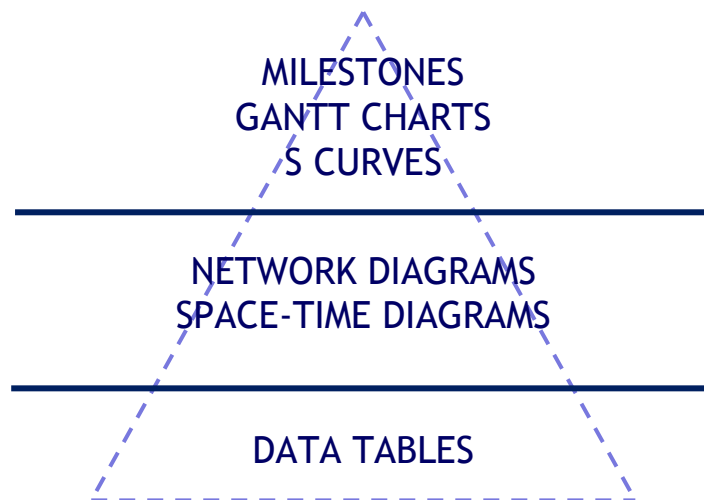 MILESTONES
GANTT CHARTS
S CURVES
NETWORK DIAGRAMS
SPACE-TIME DIAGRAMS
DATA TABLES